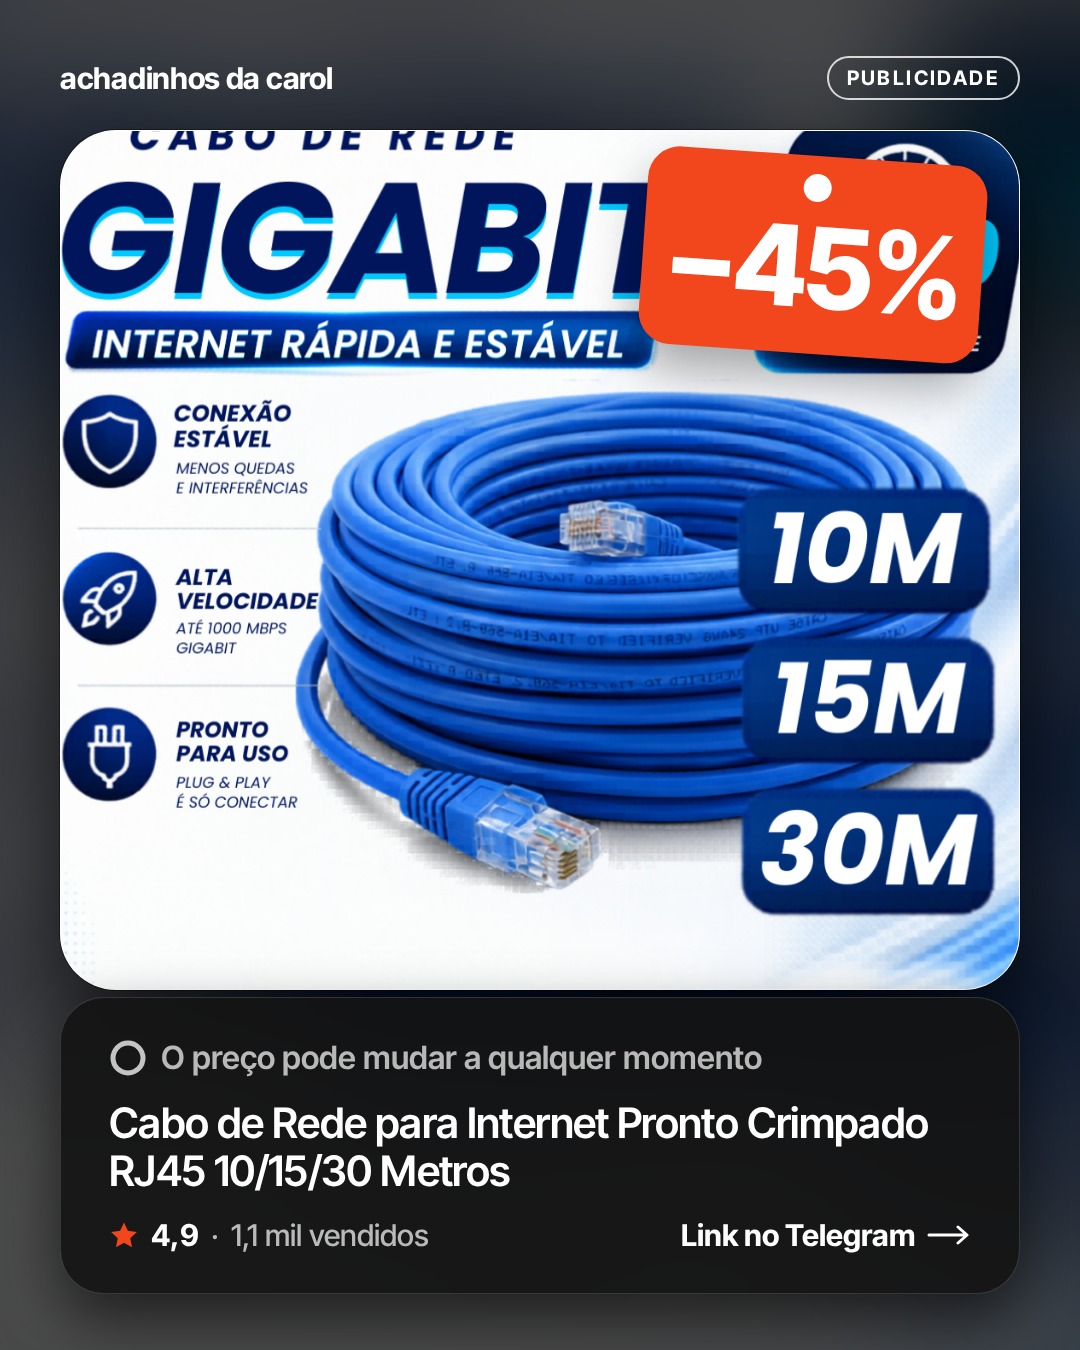 achadinhos da carol
PUBLICIDADE
CABO DE REDE
GIGABIT
-45%
INTERNET RÁPIDA E ESTÁVEL
CONEXÃO
ESTÁVEL
MENOS QUEDAS
E INTERFERÊNCIAS
ALTA
VELOCIDADE
ATÉ 1000 MBPS
GIGABIT
PRONTO
PARA USO
PLUG & PLAY
É SÓ CONECTAR
10M
15M
30M
O preço pode mudar a qualquer momento
Cabo de Rede para Internet Pronto Crimpado
RJ45 10/15/30 Metros
4,9 · 1,1 mil vendidos
Link no Telegram